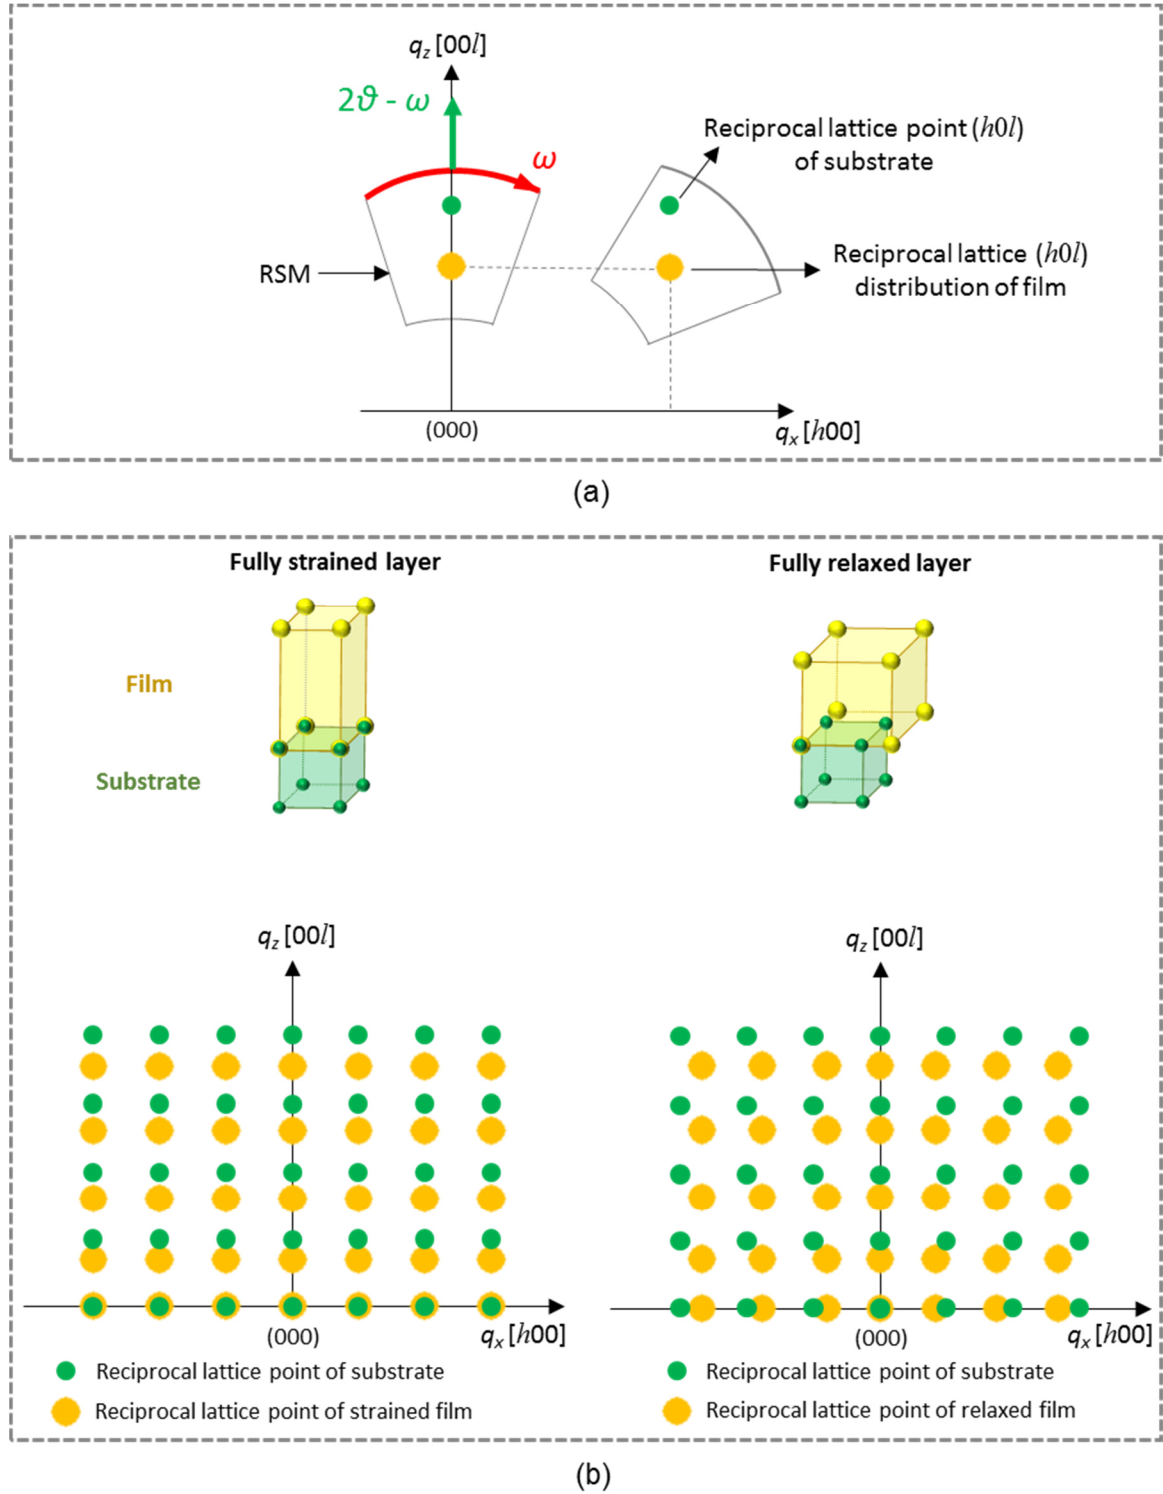 q_z [00l]
2ϑ - ω
ω
Reciprocal lattice point (h0l)
of substrate
RSM
Reciprocal lattice (h0l)
distribution of film
(000)
q_x [h00]
(a)
Fully strained layer
Fully relaxed layer
Film
Substrate
q_z [00l]
q_z [00l]
(000)
q_x [h00]
(000)
q_x [h00]
Reciprocal lattice point of substrate
Reciprocal lattice point of strained film
Reciprocal lattice point of substrate
Reciprocal lattice point of relaxed film
(b)